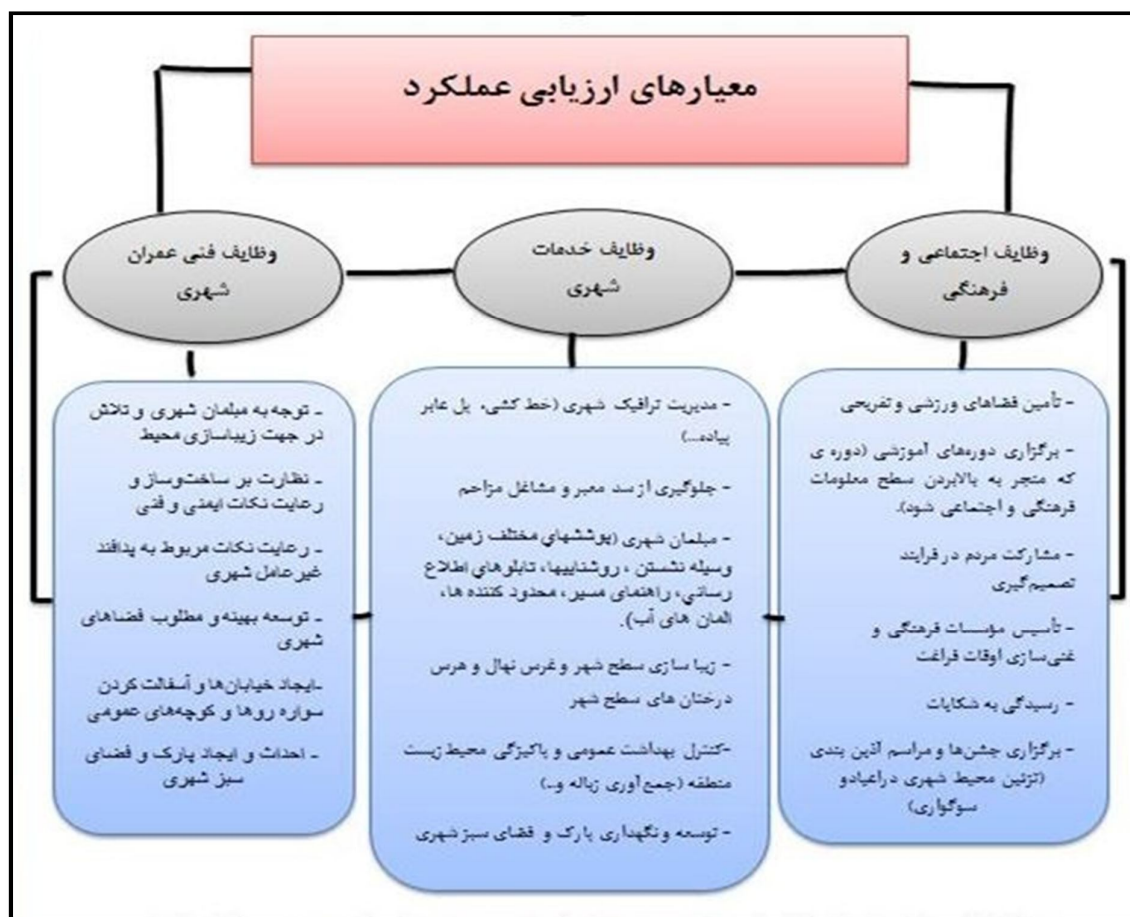 معیارهای ارزیابی عملکرد
وظایف اجتماعی و
فرهنگی
وظایف خدمات
شهری
وظایف فنی عمران
شهری
- تأمین فضاهای ورزشی و تفریحی
- برگزاری دوره‌های آموزشی (دوره ی
که منجر به بالابردن سطح معلومات
فرهنگی و اجتماعی شود).
- مشارکت مردم در فرایند
تصمیم‌گیری
- تأسیس مؤسسات فرهنگی و
غنی‌سازی اوقات فراغت
- رسیدگی به شکایات
- برگزاری جشن‌ها و مراسم آذین بندی
(تزئین محیط شهری دراعیادو
سوگواری)
- مدیریت ترافیک شهری (خط کشی، پل عابر
پیاده...)
- جلوگیری از سد معبر و مشاغل مزاحم
- مبلمان شهری (پوششهاي مختلف زمین،
وسیله نشستن ، روشناییها، تابلوهاي اطلاع
رساني، راهنمای مسیر، محدود کننده ها،
المان های آب).
- زیبا سازی سطح شهر و غرس نهال و هرس
درختان های سطح شهر
-کنترل بهداشت عمومی و پاکیزگی محیط زیست
منطقه (جمع آوری زباله و...)
- توسعه ونگهداری پارک و فضای سبز شهری
ـ توجه به مبلمان شهری و تلاش
در جهت زیباسازی محیط
ـ نظارت بر ساخت‌وساز و
رعایت نکات ایمنی و فنی
ـ رعایت نکات مربوط به پدافند
غیرعامل شهری
ـ توسعه بهینه و مطلوب فضاهای
شهری
ـایجاد خیابان‌ها و آسفالت کردن
سواره روها و کوچه‌های عمومی
ـ احداث و ایجاد پارک و فضای
سبز شهری